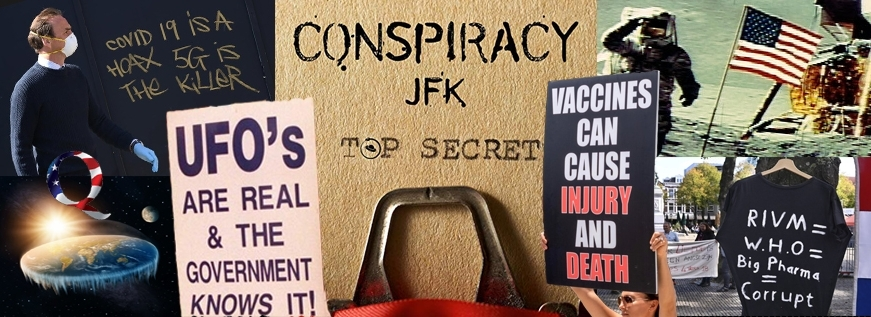 COVID 19 IS A
HOAX 5G IS
THE KILLER
CONSPIRACY
JFK
TOP SECRET
UFO's
ARE REAL
& THE
GOVERNMENT
KNOWS IT!
VACCINES
CAN
CAUSE
INJURY
AND
DEATH
Q
RIVM =
W.H.O =
Big Pharma
=
Corrupt